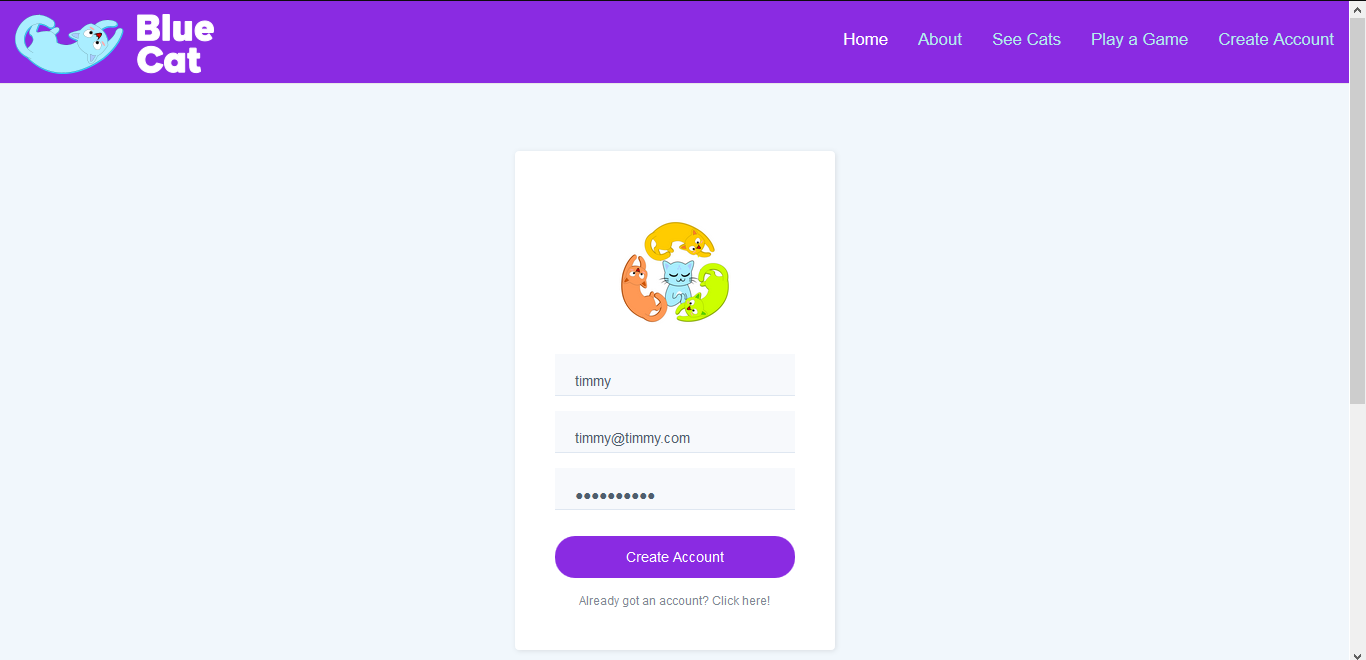 Blue
Cat
Home About See Cats Play a Game Create Account
timmy
timmy@timmy.com
••••••••••
Create Account
Already got an account? Click here!